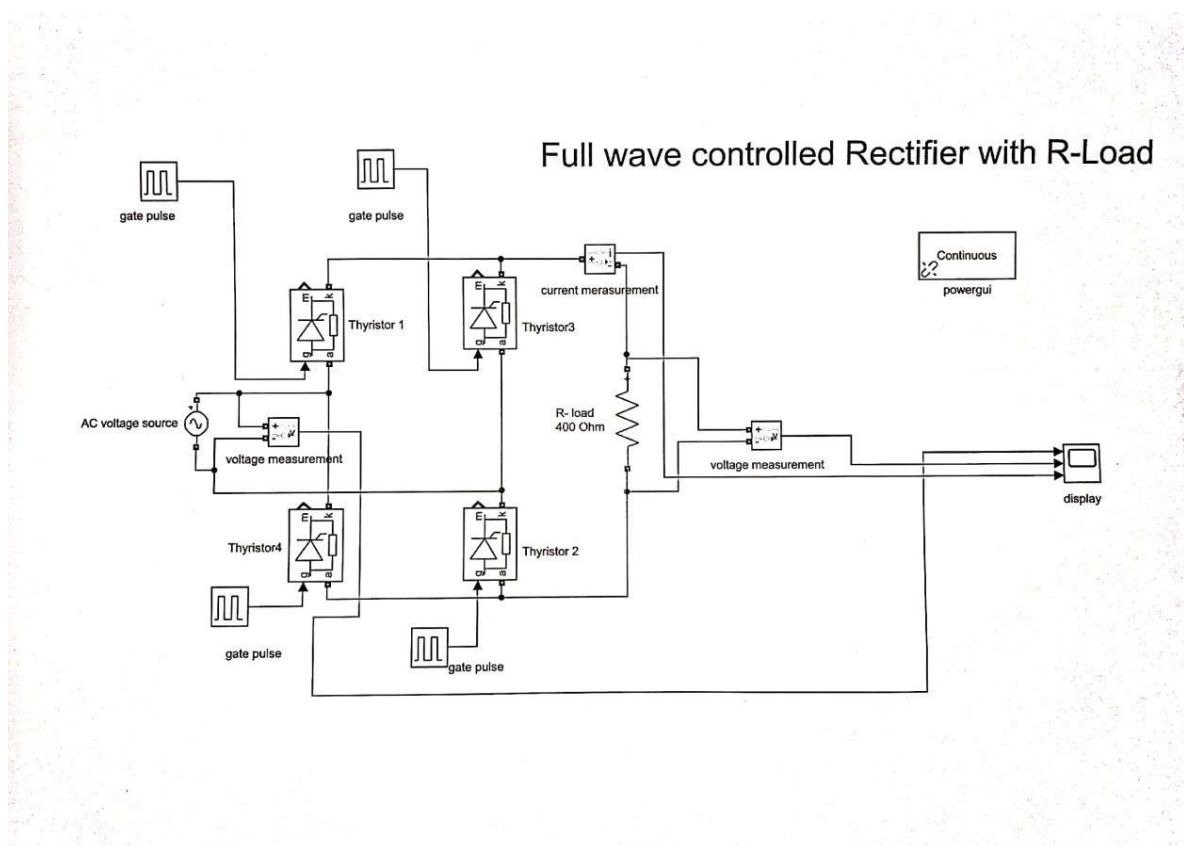 Full wave controlled Rectifier with R-Load
gate pulse
gate pulse
Continuous
powergui
i
+
-
current merasurement
m
k
g
a
Thyristor 1
m
k
g
a
Thyristor3
AC voltage source
+
+
-
v
voltage measurement
+
R- load
400 Ohm
+
-
v
voltage measurement
display
m
k
g
a
Thyristor4
m
k
g
a
Thyristor 2
gate pulse
gate pulse